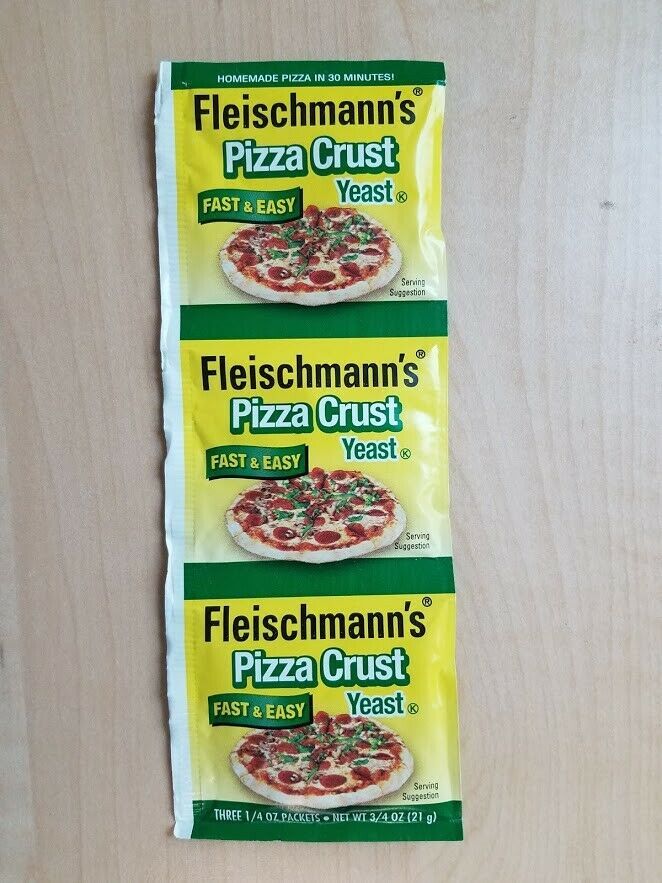 HOMEMADE PIZZA IN 30 MINUTES!
Fleischmann's®
Pizza Crust
Yeast Ⓚ
FAST & EASY
Serving
Suggestion
Fleischmann's®
Pizza Crust
Yeast Ⓚ
FAST & EASY
Serving
Suggestion
Fleischmann's®
Pizza Crust
Yeast Ⓚ
FAST & EASY
Serving
Suggestion
THREE 1/4 OZ PACKETS • NET WT 3/4 OZ (21 g)